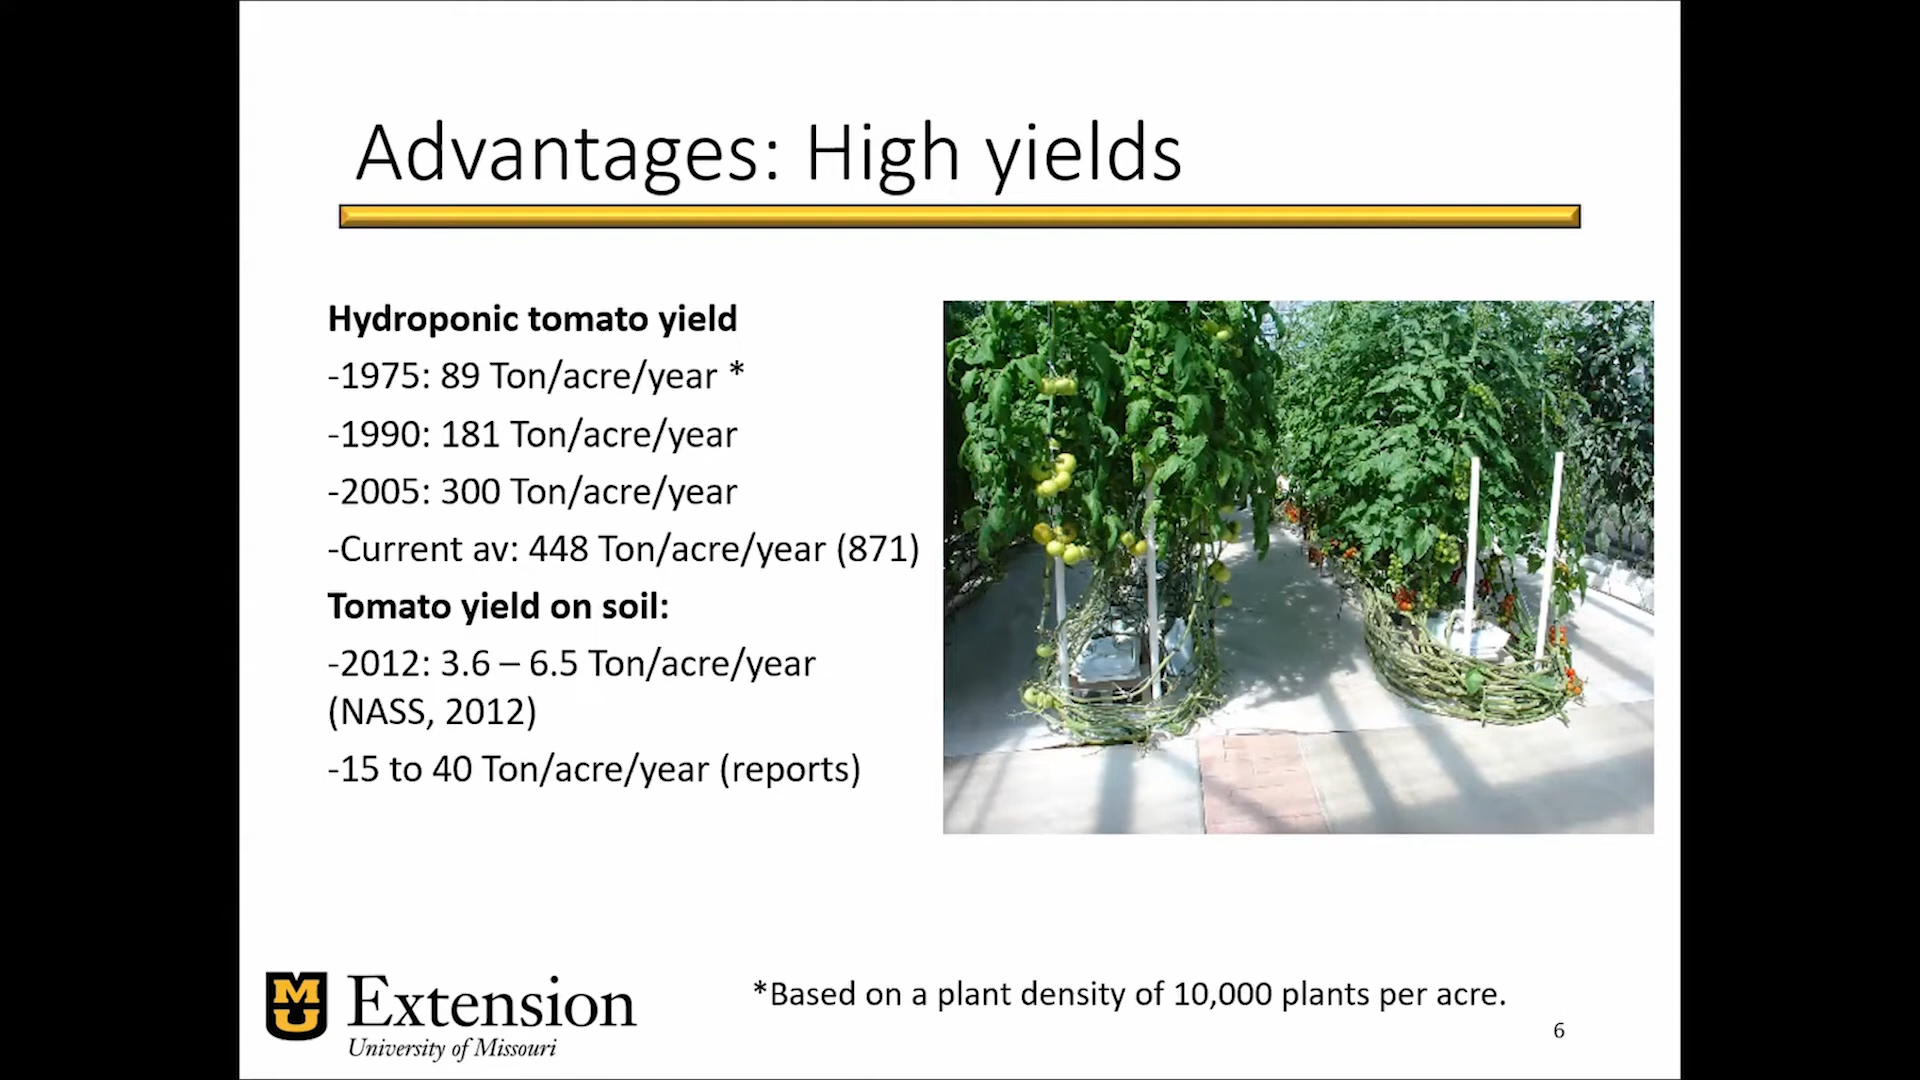 Advantages: High yields
Hydroponic tomato yield
-1975: 89 Ton/acre/year *
-1990: 181 Ton/acre/year
-2005: 300 Ton/acre/year
-Current av: 448 Ton/acre/year (871)
Tomato yield on soil:
-2012: 3.6 – 6.5 Ton/acre/year
(NASS, 2012)
-15 to 40 Ton/acre/year (reports)
MU
Extension
University of Missouri
*Based on a plant density of 10,000 plants per acre.
6